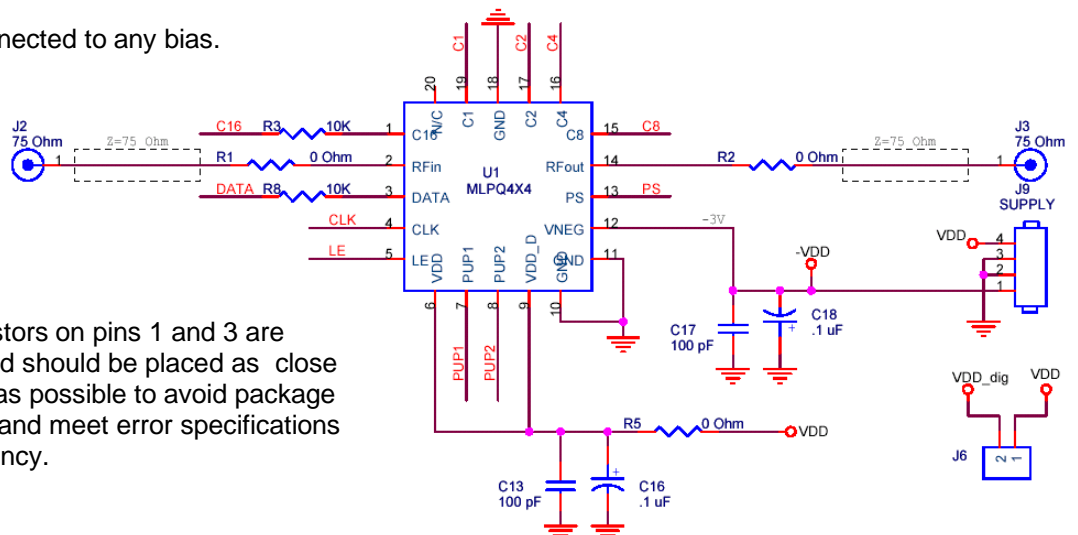 nected to any bias.
C1
C2
C4
20
19
18
17
16
N/C
C1
GND
C2
C4
J2
75 Ohm
1
Z=75 Ohm
C16
R3
10K
1
C16
R1
0 Ohm
2
RFin
DATA
R8
10K
3
DATA
CLK
4
CLK
LE
5
LE
U1
MLPQ4X4
C8
15
C8
RFout
14
R2
0 Ohm
Z=75 Ohm
1
J3
75 Ohm
PS
13
PS
VNEG
12
-3V
GND
11
VDD
PUP1
PUP2
VDD_D
GND
6
7
8
9
10
PUP1
PUP2
J9
SUPPLY
VDD
4
3
2
1
-VDD
C17
100 pF
C18
.1 uF
+
stors on pins 1 and 3 are
d should be placed as close
as possible to avoid package
and meet error specifications
ncy.
R5
0 Ohm
VDD
C13
100 pF
+
C16
.1 uF
VDD_dig
VDD
J6
2
1